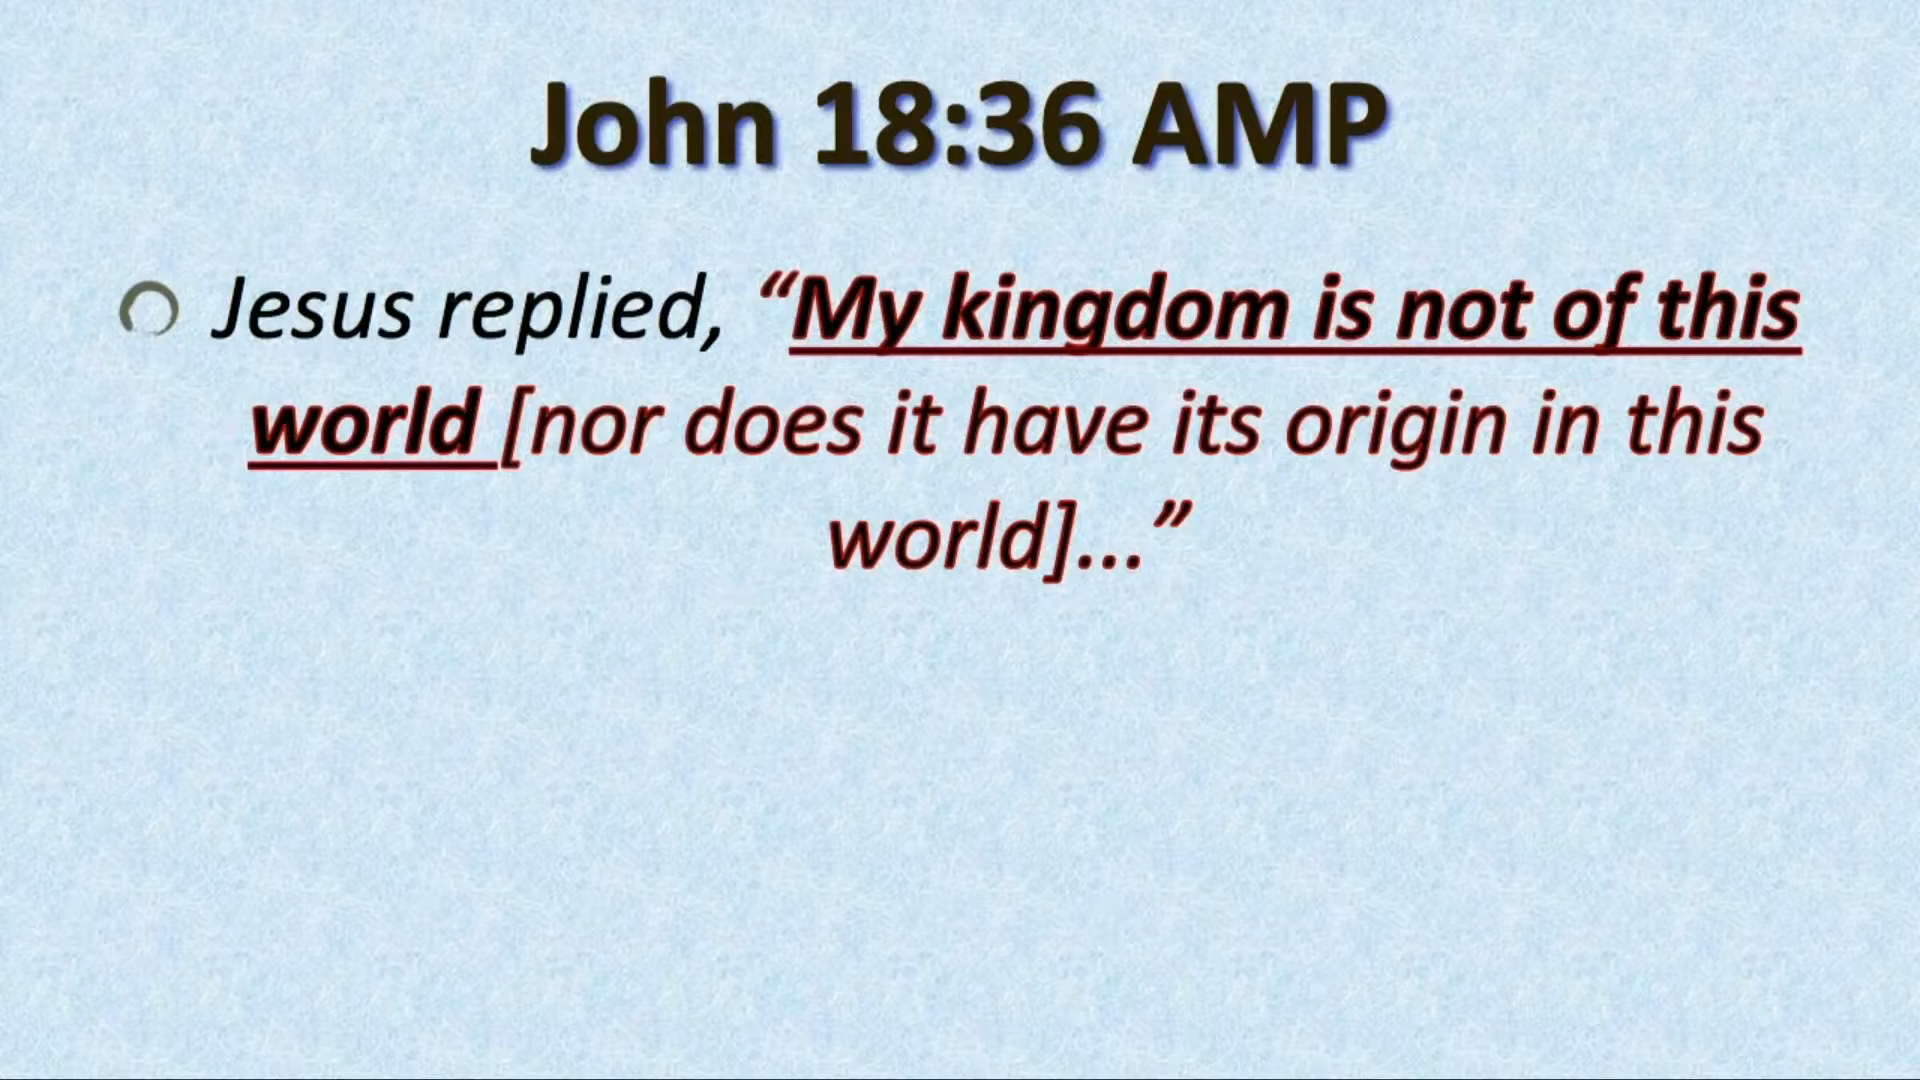 John 18:36 AMP
Jesus replied, “My kingdom is not of this
world [nor does it have its origin in this
world]...”